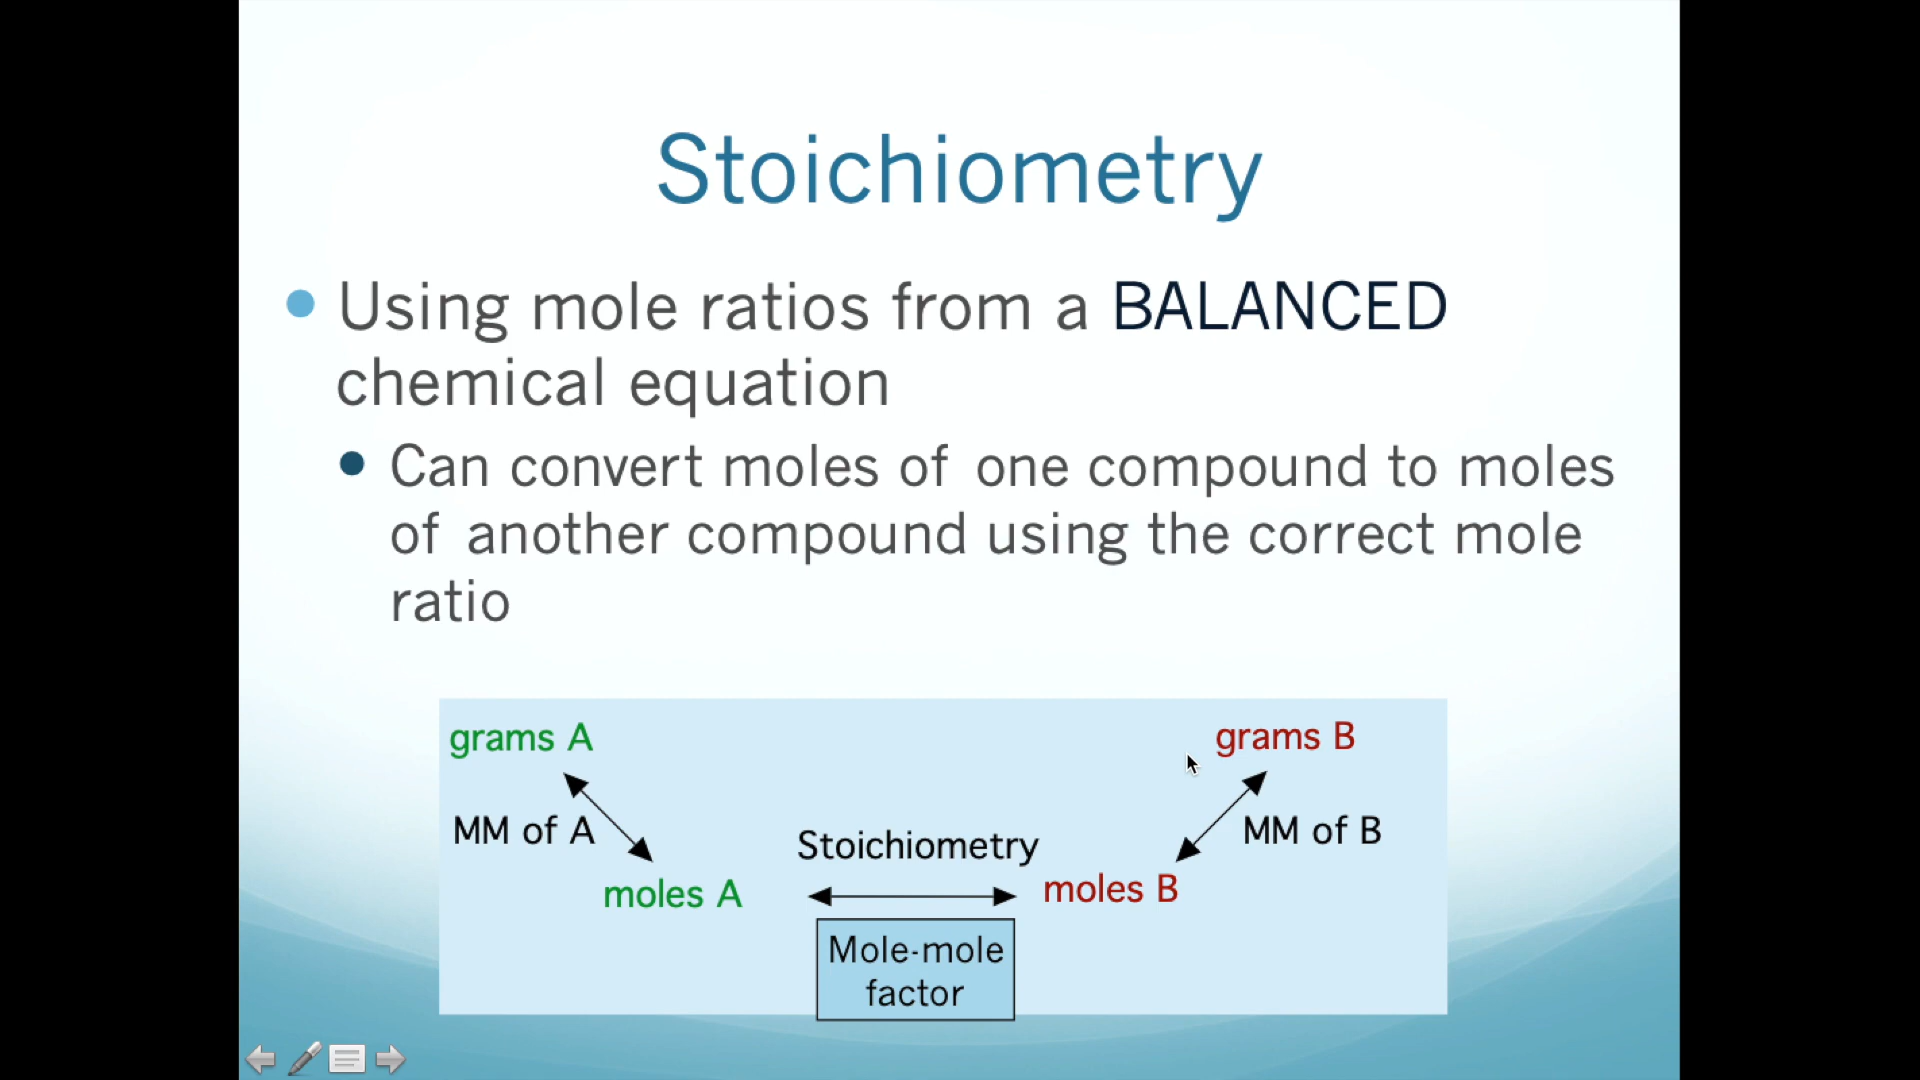 Stoichiometry
Using mole ratios from a BALANCED
chemical equation
Can convert moles of one compound to moles
of another compound using the correct mole
ratio
grams A
grams B
MM of A
MM of B
Stoichiometry
moles A
moles B
Mole-mole
factor